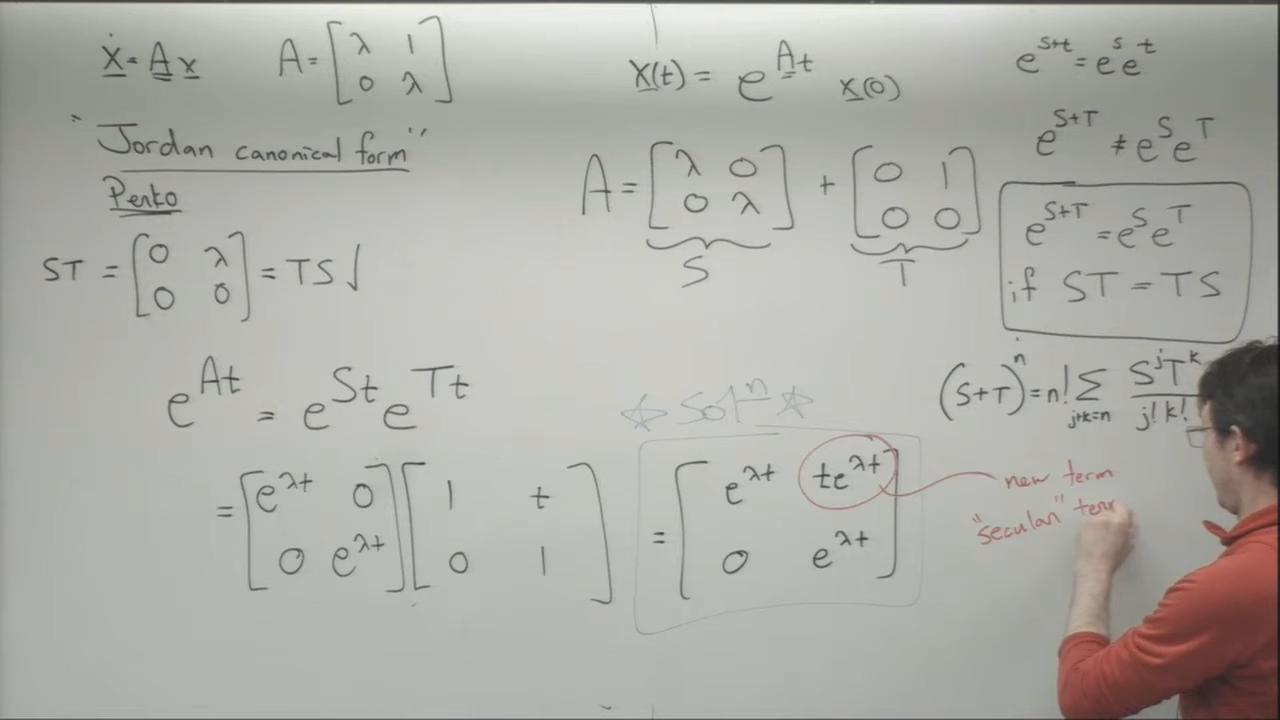 ẋ = A x    A = [λ 1; 0 λ]
"Jordan canonical form"
Perko
ST = [0 λ; 0 0] = TS ✓
x(t) = e^{At} x(0)
A = [λ 0; 0 λ] + [0 1; 0 0]
S    T
e^{s+t} = e^s e^t
e^{S+T} ≠ e^S e^T
e^{S+T} = e^S e^T
if ST = TS
(S+T)^n = n! Σ_{j+k=n} S^j T^k / j! k!
e^{At} = e^{St} e^{Tt}
☆ Sol^n ☆
= [e^{λt} 0; 0 e^{λt}] [1 t; 0 1] = [e^{λt} te^{λt}; 0 e^{λt}]
new term
"secular" term